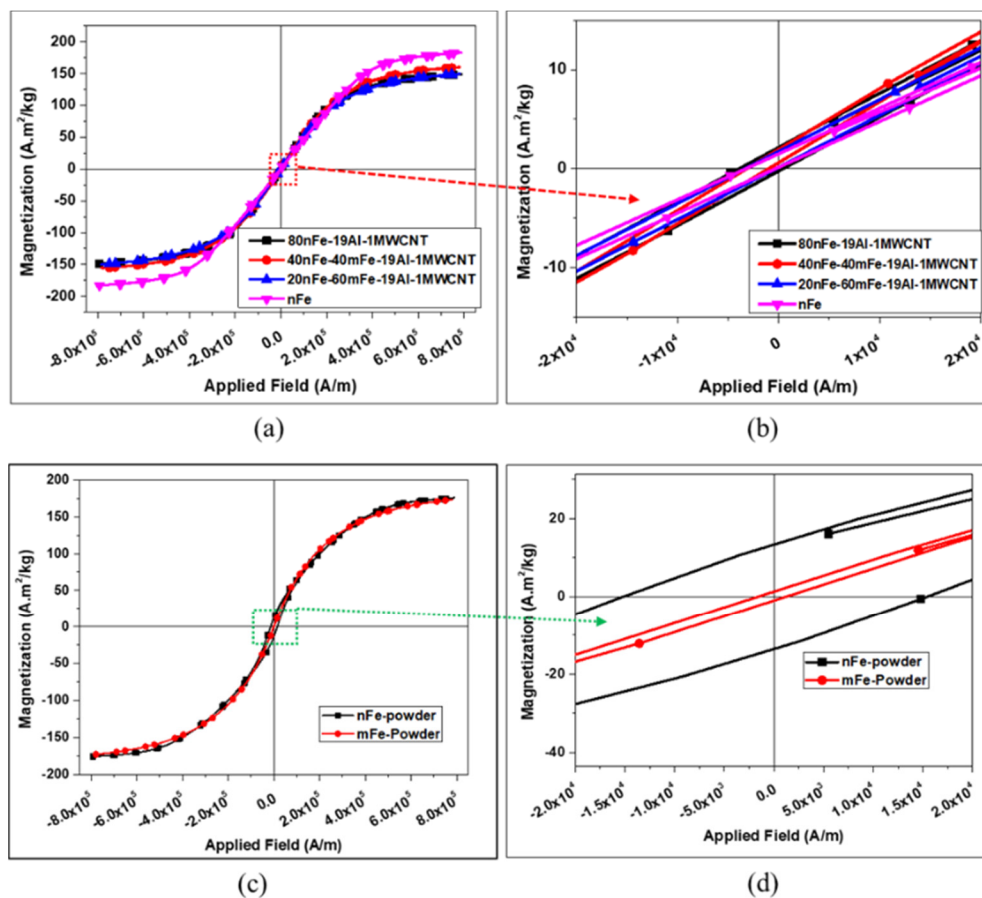 200
150
100
50
0
-50
-100
-150
-200
Magnetization (A.m²/kg)
80nFe-19Al-1MWCNT
40nFe-40mFe-19Al-1MWCNT
20nFe-60mFe-19Al-1MWCNT
nFe
-8.0x10⁵ -6.0x10⁵ -4.0x10⁵ -2.0x10⁵ 0.0 2.0x10⁵ 4.0x10⁵ 6.0x10⁵ 8.0x10⁵
Applied Field (A/m)
(a)
10
0
-10
Magnetization (A.m²/kg)
80nFe-19Al-1MWCNT
40nFe-40mFe-19Al-1MWCNT
20nFe-60mFe-19Al-1MWCNT
nFe
-2x10⁴ -1x10⁴ 0 1x10⁴ 2x10⁴
Applied Field (A/m)
(b)
200
150
100
50
0
-50
-100
-150
-200
Magnetization (A.m²/kg)
nFe-powder
mFe-Powder
-8.0x10⁵ -6.0x10⁵ -4.0x10⁵ -2.0x10⁵ 0.0 2.0x10⁵ 4.0x10⁵ 6.0x10⁵ 8.0x10⁵
Applied Field (A/m)
(c)
20
0
-20
-40
Magnetization (A.m²/kg)
nFe-powder
mFe-Powder
-2.0x10⁴ -1.5x10⁴ -1.0x10⁴ -5.0x10³ 0.0 5.0x10³ 1.0x10⁴ 1.5x10⁴ 2.0x10⁴
Applied Field (A/m)
(d)